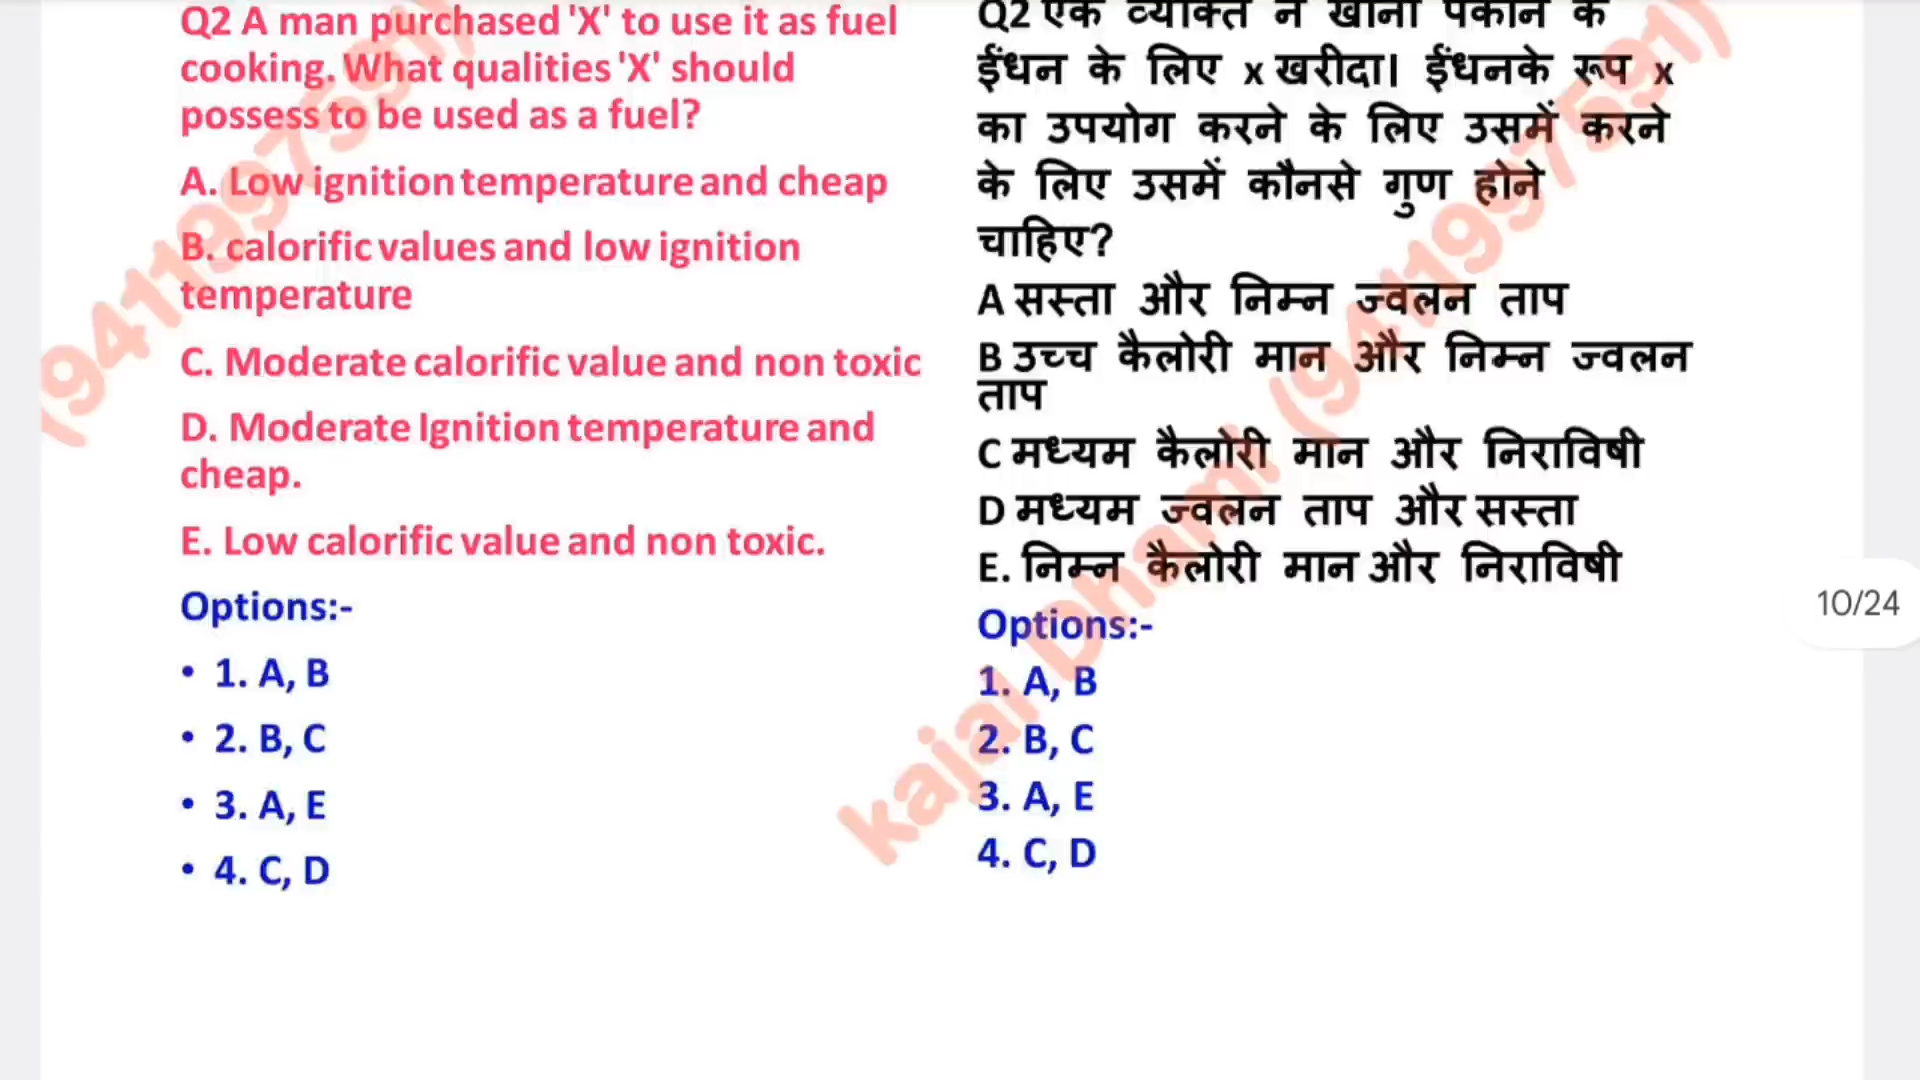 Q2 A man purchased 'X' to use it as fuel
cooking. What qualities 'X' should
possess to be used as a fuel?
A. Low ignition temperature and cheap
B. calorific values and low ignition
temperature
C. Moderate calorific value and non toxic
D. Moderate Ignition temperature and
cheap.
E. Low calorific value and non toxic.
Options:-
• 1. A, B
• 2. B, C
• 3. A, E
• 4. C, D
Q2 एक व्यक्ति ने खाना पकाने के
ईंधन के लिए x खरीदा। ईंधनके रूप x
का उपयोग करने के लिए उसमें करने
के लिए उसमें कौनसे गुण होने
चाहिए?
A सस्ता और निम्न ज्वलन ताप
B उच्च कैलोरी मान और निम्न ज्वलन
ताप
C मध्यम कैलोरी मान और निराविषी
D मध्यम ज्वलन ताप और सस्ता
E. निम्न कैलोरी मान और निराविषी
Options:-
1. A, B
2. B, C
3. A, E
4. C, D
10/24
(9411997591)
kajal Dhami (9411997591)